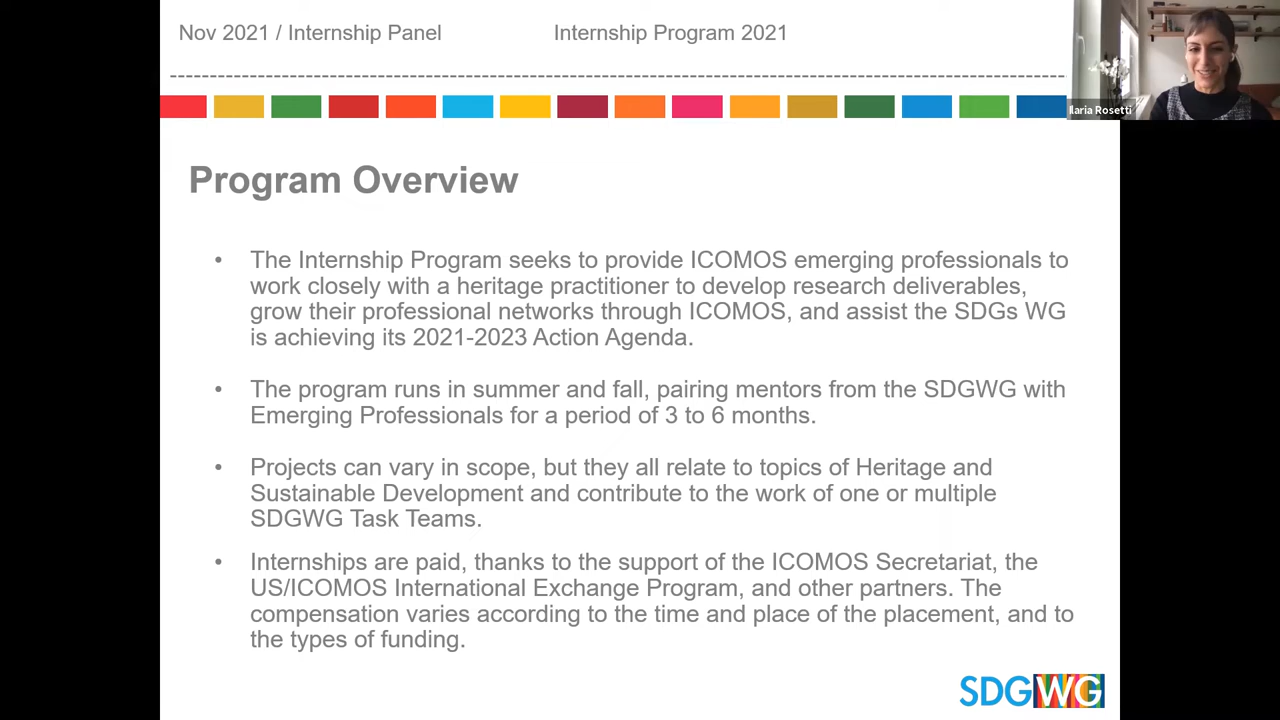 Nov 2021 / Internship Panel
Internship Program 2021
Ilaria Rosetti
Program Overview
• The Internship Program seeks to provide ICOMOS emerging professionals to
work closely with a heritage practitioner to develop research deliverables,
grow their professional networks through ICOMOS, and assist the SDGs WG
is achieving its 2021-2023 Action Agenda.
• The program runs in summer and fall, pairing mentors from the SDGWG with
Emerging Professionals for a period of 3 to 6 months.
• Projects can vary in scope, but they all relate to topics of Heritage and
Sustainable Development and contribute to the work of one or multiple
SDGWG Task Teams.
• Internships are paid, thanks to the support of the ICOMOS Secretariat, the
US/ICOMOS International Exchange Program, and other partners. The
compensation varies according to the time and place of the placement, and to
the types of funding.
SDGWG